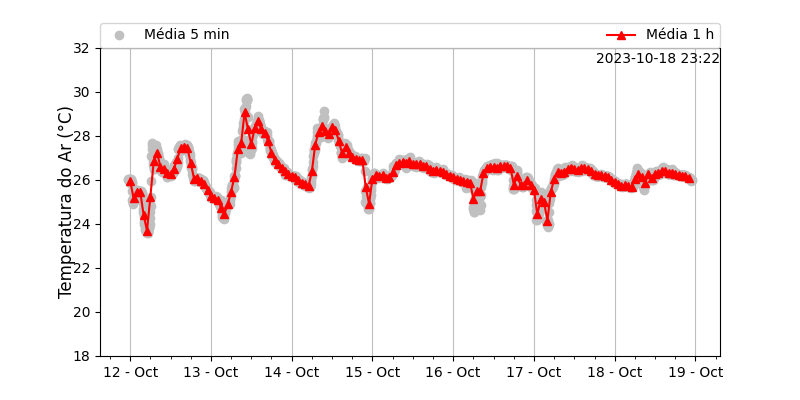 Média 5 min
Média 1 h
2023-10-18 23:22
Temperatura do Ar (°C)
32
30
28
26
24
22
20
18
12 - Oct
13 - Oct
14 - Oct
15 - Oct
16 - Oct
17 - Oct
18 - Oct
19 - Oct